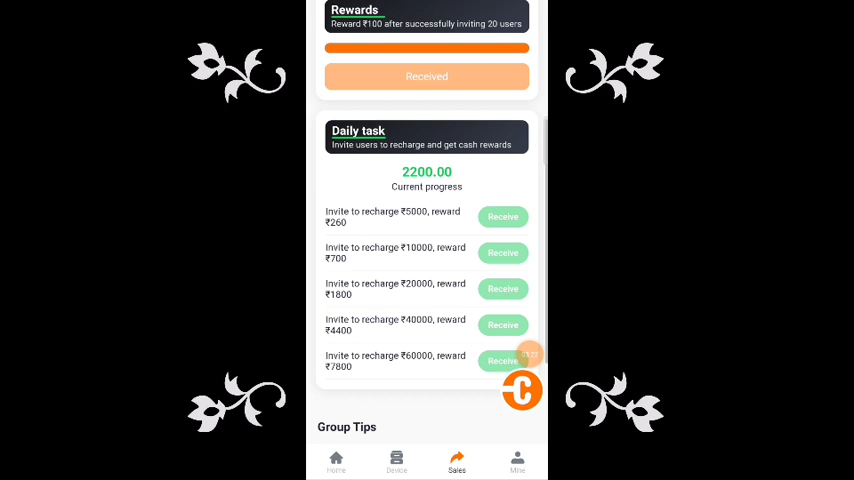 Rewards
Reward ₹100 after successfully inviting 20 users
Received
Daily task
Invite users to recharge and get cash rewards
2200.00
Current progress
Invite to recharge ₹5000, reward
₹260
Receive
Invite to recharge ₹10000, reward
₹700
Receive
Invite to recharge ₹20000, reward
₹1800
Receive
Invite to recharge ₹40000, reward
₹4400
Receive
Invite to recharge ₹60000, reward
₹7800
Receive
Group Tips
Home
Device
Sales
Mine